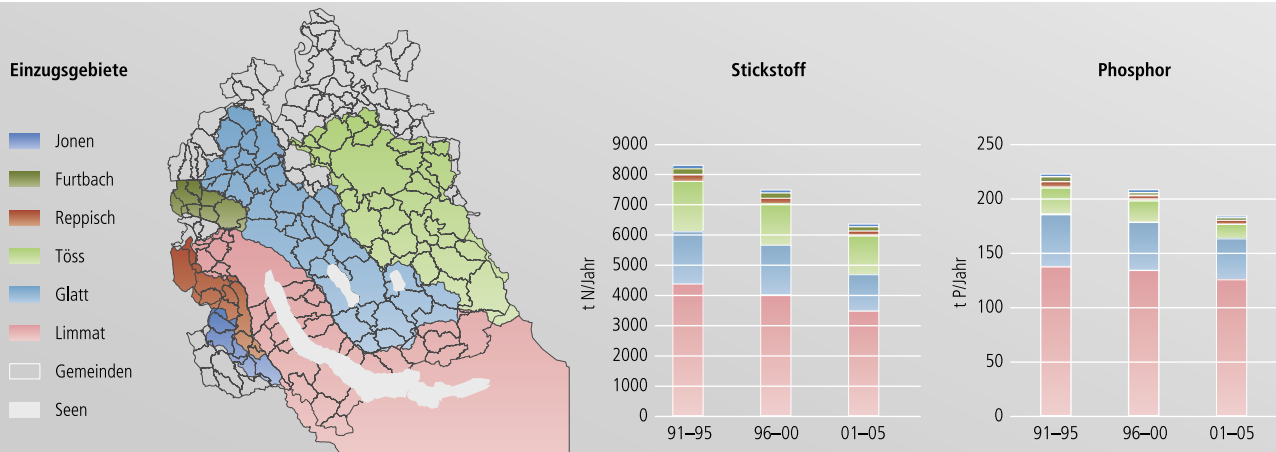 Einzugsgebiete
Jonen
Furtbach
Reppisch
Töss
Glatt
Limmat
Gemeinden
Seen
Stickstoff
t N/Jahr
9000
8000
7000
6000
5000
4000
3000
2000
1000
0
91–95
96–00
01–05
Phosphor
t P/Jahr
250
200
150
100
50
0
91–95
96–00
01–05